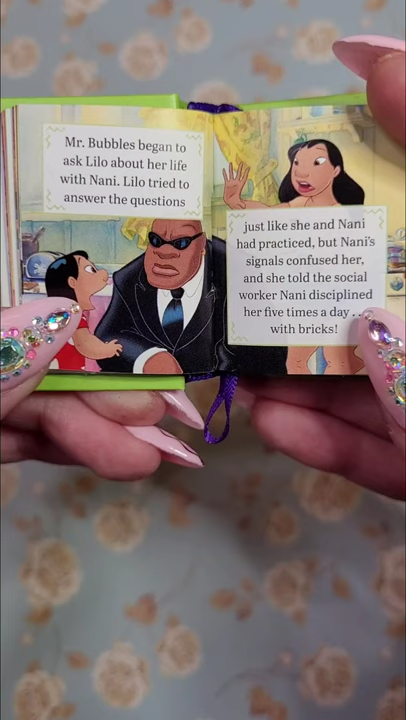 Mr. Bubbles began to
ask Lilo about her life
with Nani. Lilo tried to
answer the questions
just like she and Nani
had practiced, but Nani's
signals confused her,
and she told the social
worker Nani disciplined
her five times a day . . .
with bricks!